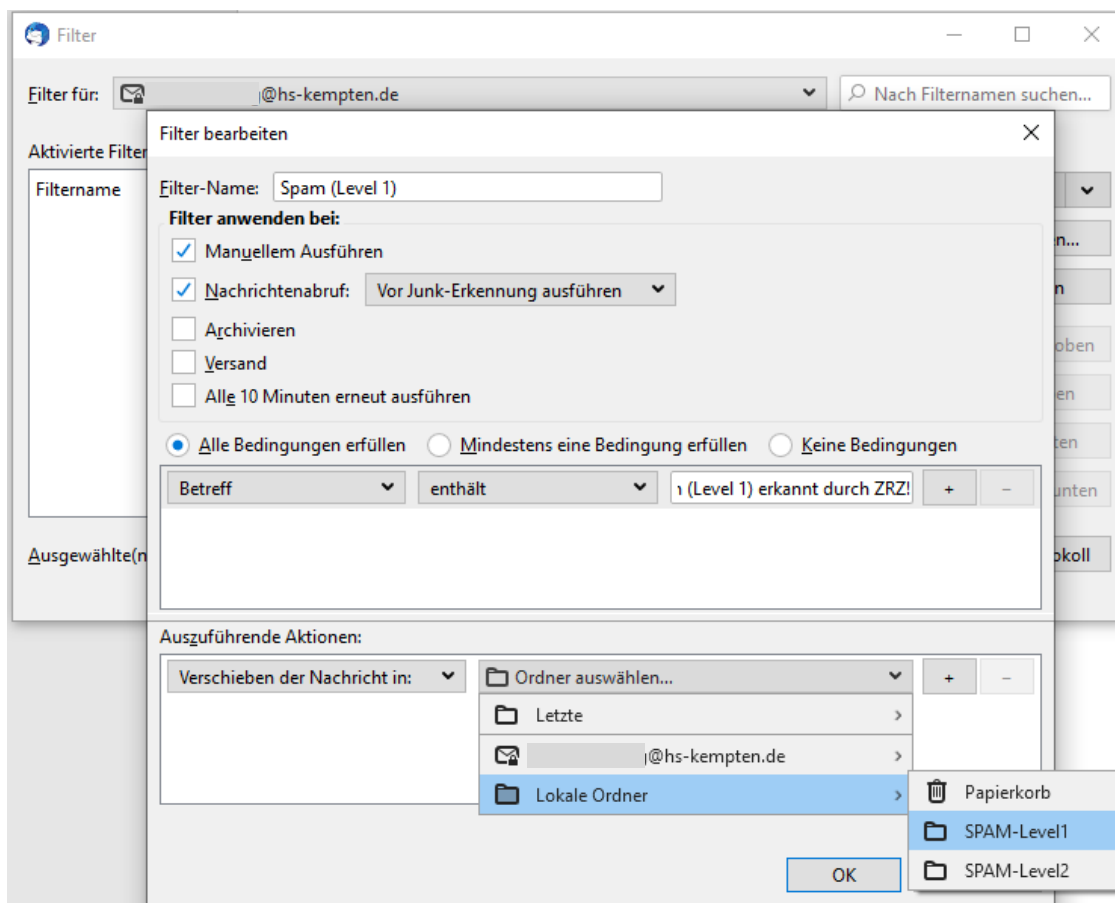 Filter
Filter für: @hs-kempten.de Nach Filternamen suchen...
Filter bearbeiten
Aktivierte Filter
Filtername
Filter-Name: Spam (Level 1)
Filter anwenden bei:
Manuellem Ausführen
Nachrichtenabruf: Vor Junk-Erkennung ausführen
Archivieren
Versand
Alle 10 Minuten erneut ausführen
Alle Bedingungen erfüllen Mindestens eine Bedingung erfüllen Keine Bedingungen
Betreff enthält (Level 1) erkannt durch ZRZ! + −
Auszuführende Aktionen:
Verschieben der Nachricht in: Ordner auswählen... + −
Letzte
@hs-kempten.de
Lokale Ordner
Papierkorb
SPAM-Level1
SPAM-Level2
OK